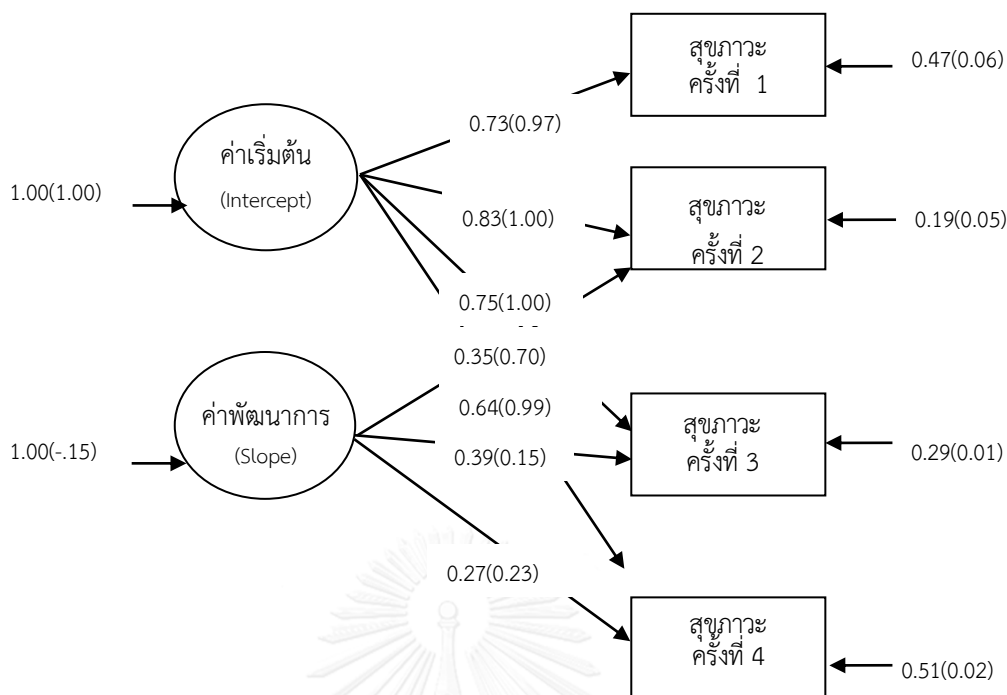 สุขภาวะ
ครั้งที่ 1
0.47(0.06)
0.73(0.97)
ค่าเริ่มต้น
(Intercept)
1.00(1.00)
สุขภาวะ
ครั้งที่ 2
0.19(0.05)
0.83(1.00)
0.75(1.00)
0.35(0.70)
0.64(0.99)
0.39(0.15)
ค่าพัฒนาการ
(Slope)
1.00(-.15)
สุขภาวะ
ครั้งที่ 3
0.29(0.01)
0.27(0.23)
สุขภาวะ
ครั้งที่ 4
0.51(0.02)